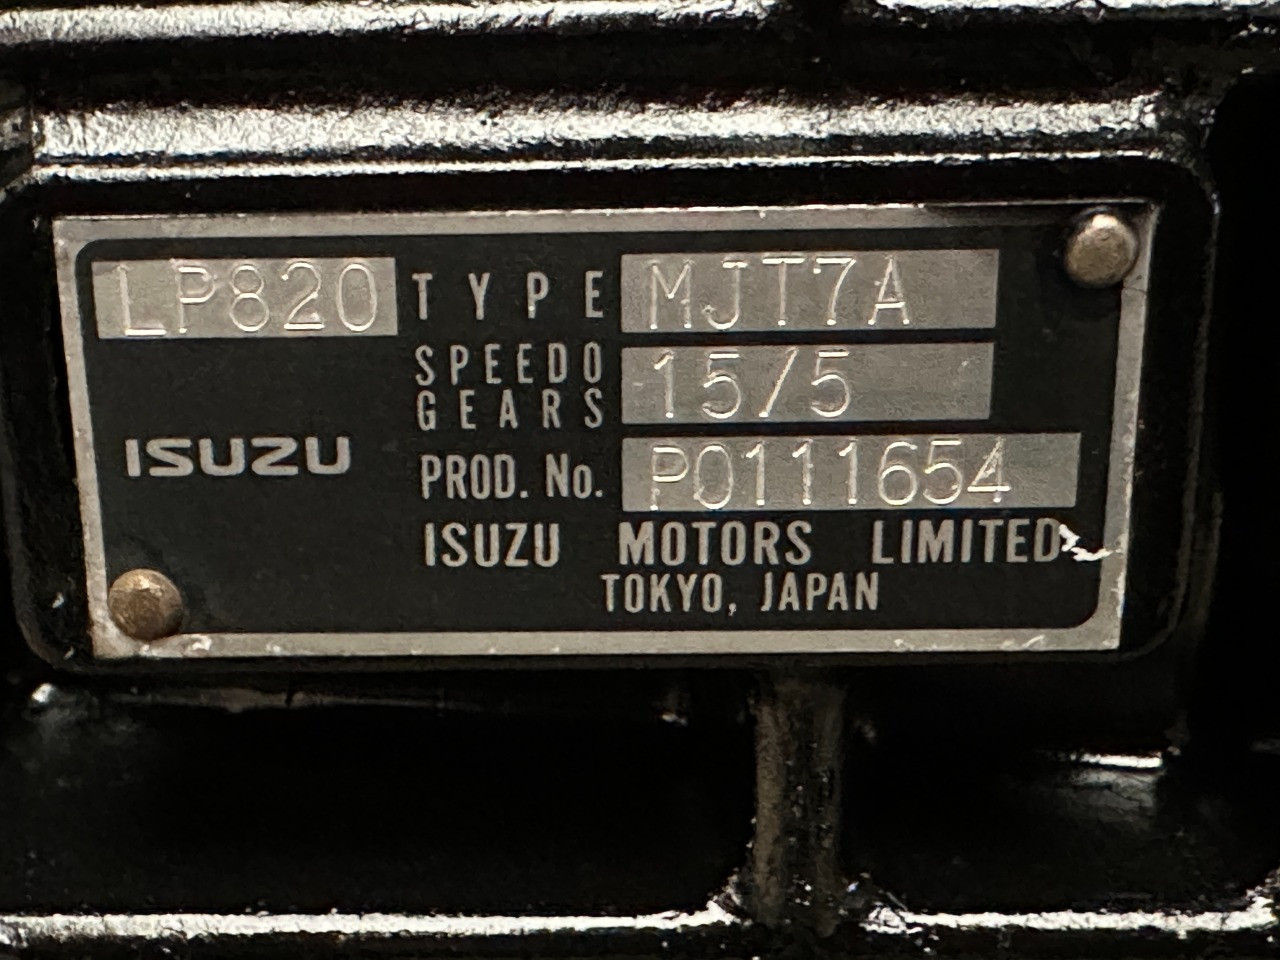 LP820 TYPE MJT7A
SPEEDO GEARS 15/5
ISUZU PROD. No. P0111654
ISUZU MOTORS LIMITED
TOKYO, JAPAN